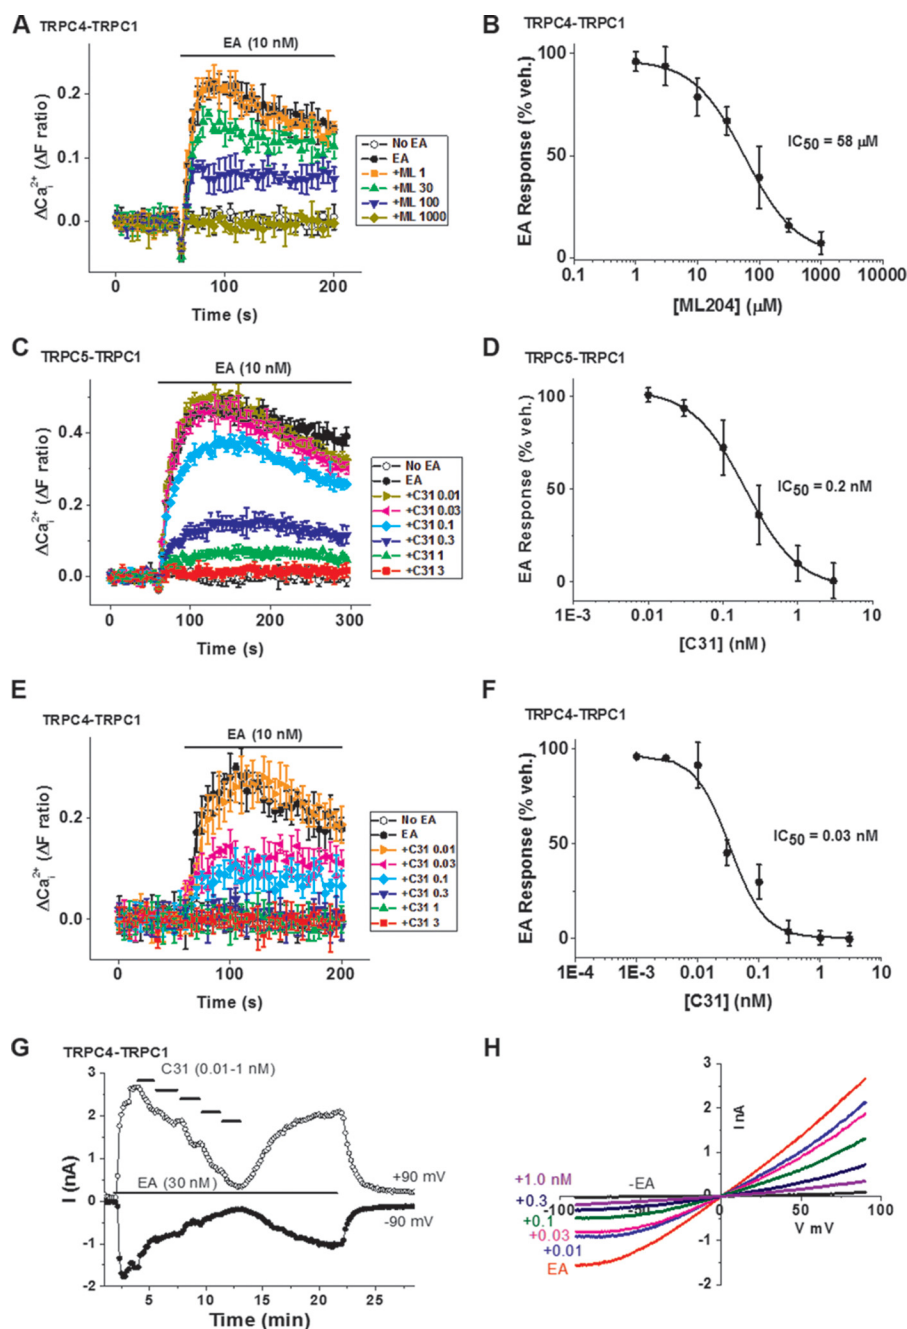 A
TRPC4-TRPC1
EA (10 nM)
ΔCa²⁺ᵢ (ΔF ratio)
0.2
0.1
0.0
No EA
EA
+ML 1
+ML 30
+ML 100
+ML 1000
0
100
200
Time (s)
B
TRPC4-TRPC1
EA Response (% veh.)
100
50
0
IC₅₀ = 58 μM
0.1
1
10
100
1000
10000
[ML204] (μM)
C
TRPC5-TRPC1
EA (10 nM)
ΔCa²⁺ᵢ (ΔF ratio)
0.4
0.2
0.0
No EA
EA
+C31 0.01
+C31 0.03
+C31 0.1
+C31 0.3
+C31 1
+C31 3
0
100
200
300
Time (s)
D
TRPC5-TRPC1
EA Response (% veh.)
100
50
0
IC₅₀ = 0.2 nM
1E-3
0.01
0.1
1
10
[C31] (nM)
E
TRPC4-TRPC1
EA (10 nM)
ΔCa²⁺ᵢ (ΔF ratio)
0.2
0.0
No EA
EA
+C31 0.01
+C31 0.03
+C31 0.1
+C31 0.3
+C31 1
+C31 3
0
100
200
Time (s)
F
TRPC4-TRPC1
EA Response (% veh.)
100
50
0
IC₅₀ = 0.03 nM
1E-4
1E-3
0.01
0.1
1
10
[C31] (nM)
G
TRPC4-TRPC1
C31 (0.01-1 nM)
I (nA)
3
2
1
0
-1
-2
EA (30 nM)
+90 mV
-90 mV
5
10
15
20
25
Time (min)
H
3
2
1
-1
-2
I nA
-100
-50
50
100
V mV
-EA
+1.0 nM
+0.3
+0.1
+0.03
+0.01
EA